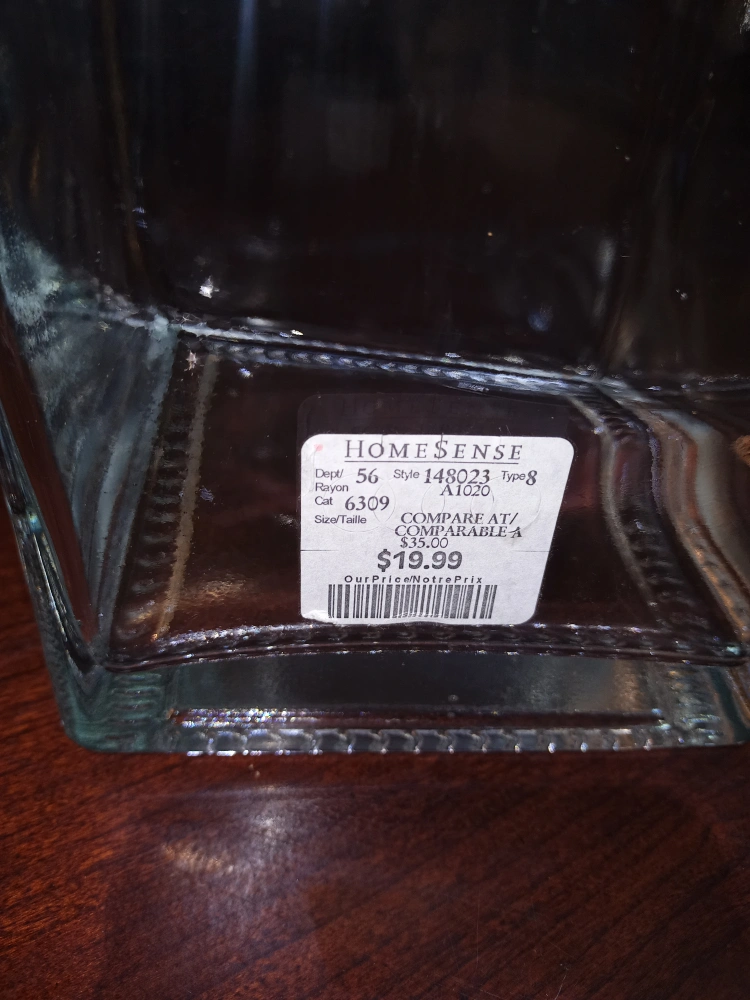 HOMESENSE
Dept/ 56 Style 148023 Type 8
Rayon A1020
Cat 6309
Size/Taille COMPARE AT/
COMPARABLE A
$35.00
$19.99
OurPrice/NotrePrix